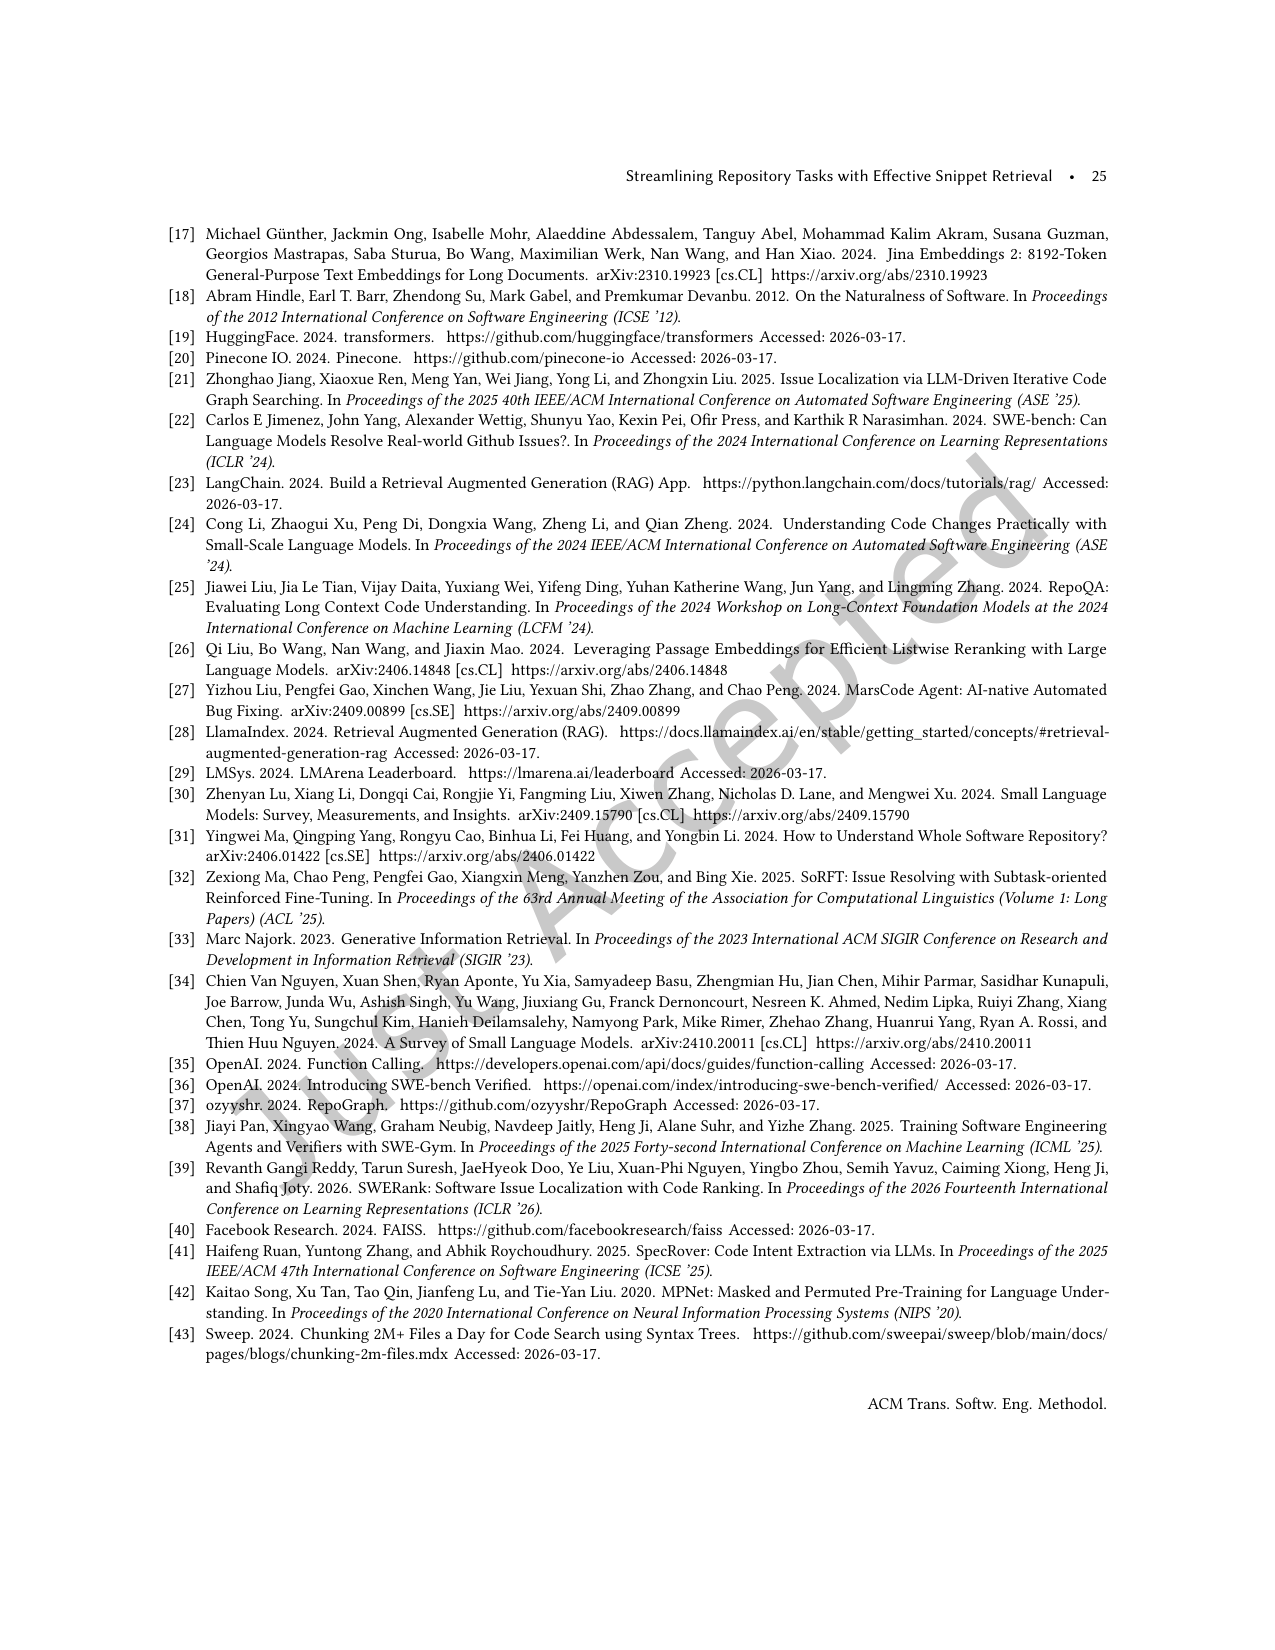 Streamlining Repository Tasks with Effective Snippet Retrieval • 25
[17] Michael Günther, Jackmin Ong, Isabelle Mohr, Alaeddine Abdessalem, Tanguy Abel, Mohammad Kalim Akram, Susana Guzman,
Georgios Mastrapas, Saba Sturua, Bo Wang, Maximilian Werk, Nan Wang, and Han Xiao. 2024. Jina Embeddings 2: 8192-Token
General-Purpose Text Embeddings for Long Documents. arXiv:2310.19923 [cs.CL] https://arxiv.org/abs/2310.19923
[18] Abram Hindle, Earl T. Barr, Zhendong Su, Mark Gabel, and Premkumar Devanbu. 2012. On the Naturalness of Software. In Proceedings
of the 2012 International Conference on Software Engineering (ICSE ’12).
[19] HuggingFace. 2024. transformers. https://github.com/huggingface/transformers Accessed: 2026-03-17.
[20] Pinecone IO. 2024. Pinecone. https://github.com/pinecone-io Accessed: 2026-03-17.
[21] Zhonghao Jiang, Xiaoxue Ren, Meng Yan, Wei Jiang, Yong Li, and Zhongxin Liu. 2025. Issue Localization via LLM-Driven Iterative Code
Graph Searching. In Proceedings of the 2025 40th IEEE/ACM International Conference on Automated Software Engineering (ASE ’25).
[22] Carlos E Jimenez, John Yang, Alexander Wettig, Shunyu Yao, Kexin Pei, Ofir Press, and Karthik R Narasimhan. 2024. SWE-bench: Can
Language Models Resolve Real-world Github Issues?. In Proceedings of the 2024 International Conference on Learning Representations
(ICLR ’24).
[23] LangChain. 2024. Build a Retrieval Augmented Generation (RAG) App. https://python.langchain.com/docs/tutorials/rag/ Accessed:
2026-03-17.
[24] Cong Li, Zhaogui Xu, Peng Di, Dongxia Wang, Zheng Li, and Qian Zheng. 2024. Understanding Code Changes Practically with
Small-Scale Language Models. In Proceedings of the 2024 IEEE/ACM International Conference on Automated Software Engineering (ASE
’24).
[25] Jiawei Liu, Jia Le Tian, Vijay Daita, Yuxiang Wei, Yifeng Ding, Yuhan Katherine Wang, Jun Yang, and Lingming Zhang. 2024. RepoQA:
Evaluating Long Context Code Understanding. In Proceedings of the 2024 Workshop on Long-Context Foundation Models at the 2024
International Conference on Machine Learning (LCFM ’24).
[26] Qi Liu, Bo Wang, Nan Wang, and Jiaxin Mao. 2024. Leveraging Passage Embeddings for Efficient Listwise Reranking with Large
Language Models. arXiv:2406.14848 [cs.CL] https://arxiv.org/abs/2406.14848
[27] Yizhou Liu, Pengfei Gao, Xinchen Wang, Jie Liu, Yexuan Shi, Zhao Zhang, and Chao Peng. 2024. MarsCode Agent: AI-native Automated
Bug Fixing. arXiv:2409.00899 [cs.SE] https://arxiv.org/abs/2409.00899
[28] LlamaIndex. 2024. Retrieval Augmented Generation (RAG). https://docs.llamaindex.ai/en/stable/getting_started/concepts/#retrieval-
augmented-generation-rag Accessed: 2026-03-17.
[29] LMSys. 2024. LMArena Leaderboard. https://lmarena.ai/leaderboard Accessed: 2026-03-17.
[30] Zhenyan Lu, Xiang Li, Dongqi Cai, Rongjie Yi, Fangming Liu, Xiwen Zhang, Nicholas D. Lane, and Mengwei Xu. 2024. Small Language
Models: Survey, Measurements, and Insights. arXiv:2409.15790 [cs.CL] https://arxiv.org/abs/2409.15790
[31] Yingwei Ma, Qingping Yang, Rongyu Cao, Binhua Li, Fei Huang, and Yongbin Li. 2024. How to Understand Whole Software Repository?
arXiv:2406.01422 [cs.SE] https://arxiv.org/abs/2406.01422
[32] Zexiong Ma, Chao Peng, Pengfei Gao, Xiangxin Meng, Yanzhen Zou, and Bing Xie. 2025. SoRFT: Issue Resolving with Subtask-oriented
Reinforced Fine-Tuning. In Proceedings of the 63rd Annual Meeting of the Association for Computational Linguistics (Volume 1: Long
Papers) (ACL ’25).
[33] Marc Najork. 2023. Generative Information Retrieval. In Proceedings of the 2023 International ACM SIGIR Conference on Research and
Development in Information Retrieval (SIGIR ’23).
[34] Chien Van Nguyen, Xuan Shen, Ryan Aponte, Yu Xia, Samyadeep Basu, Zhengmian Hu, Jian Chen, Mihir Parmar, Sasidhar Kunapuli,
Joe Barrow, Junda Wu, Ashish Singh, Yu Wang, Jiuxiang Gu, Franck Dernoncourt, Nesreen K. Ahmed, Nedim Lipka, Ruiyi Zhang, Xiang
Chen, Tong Yu, Sungchul Kim, Hanieh Deilamsalehy, Namyong Park, Mike Rimer, Zhehao Zhang, Huanrui Yang, Ryan A. Rossi, and
Thien Huu Nguyen. 2024. A Survey of Small Language Models. arXiv:2410.20011 [cs.CL] https://arxiv.org/abs/2410.20011
[35] OpenAI. 2024. Function Calling. https://developers.openai.com/api/docs/guides/function-calling Accessed: 2026-03-17.
[36] OpenAI. 2024. Introducing SWE-bench Verified. https://openai.com/index/introducing-swe-bench-verified/ Accessed: 2026-03-17.
[37] ozyyshr. 2024. RepoGraph. https://github.com/ozyyshr/RepoGraph Accessed: 2026-03-17.
[38] Jiayi Pan, Xingyao Wang, Graham Neubig, Navdeep Jaitly, Heng Ji, Alane Suhr, and Yizhe Zhang. 2025. Training Software Engineering
Agents and Verifiers with SWE-Gym. In Proceedings of the 2025 Forty-second International Conference on Machine Learning (ICML ’25).
[39] Revanth Gangi Reddy, Tarun Suresh, JaeHyeok Doo, Ye Liu, Xuan-Phi Nguyen, Yingbo Zhou, Semih Yavuz, Caiming Xiong, Heng Ji,
and Shafiq Joty. 2026. SWERank: Software Issue Localization with Code Ranking. In Proceedings of the 2026 Fourteenth International
Conference on Learning Representations (ICLR ’26).
[40] Facebook Research. 2024. FAISS. https://github.com/facebookresearch/faiss Accessed: 2026-03-17.
[41] Haifeng Ruan, Yuntong Zhang, and Abhik Roychoudhury. 2025. SpecRover: Code Intent Extraction via LLMs. In Proceedings of the 2025
IEEE/ACM 47th International Conference on Software Engineering (ICSE ’25).
[42] Kaitao Song, Xu Tan, Tao Qin, Jianfeng Lu, and Tie-Yan Liu. 2020. MPNet: Masked and Permuted Pre-Training for Language Under-
standing. In Proceedings of the 2020 International Conference on Neural Information Processing Systems (NIPS ’20).
[43] Sweep. 2024. Chunking 2M+ Files a Day for Code Search using Syntax Trees. https://github.com/sweepai/sweep/blob/main/docs/
pages/blogs/chunking-2m-files.mdx Accessed: 2026-03-17.
ACM Trans. Softw. Eng. Methodol.
Just Accepted